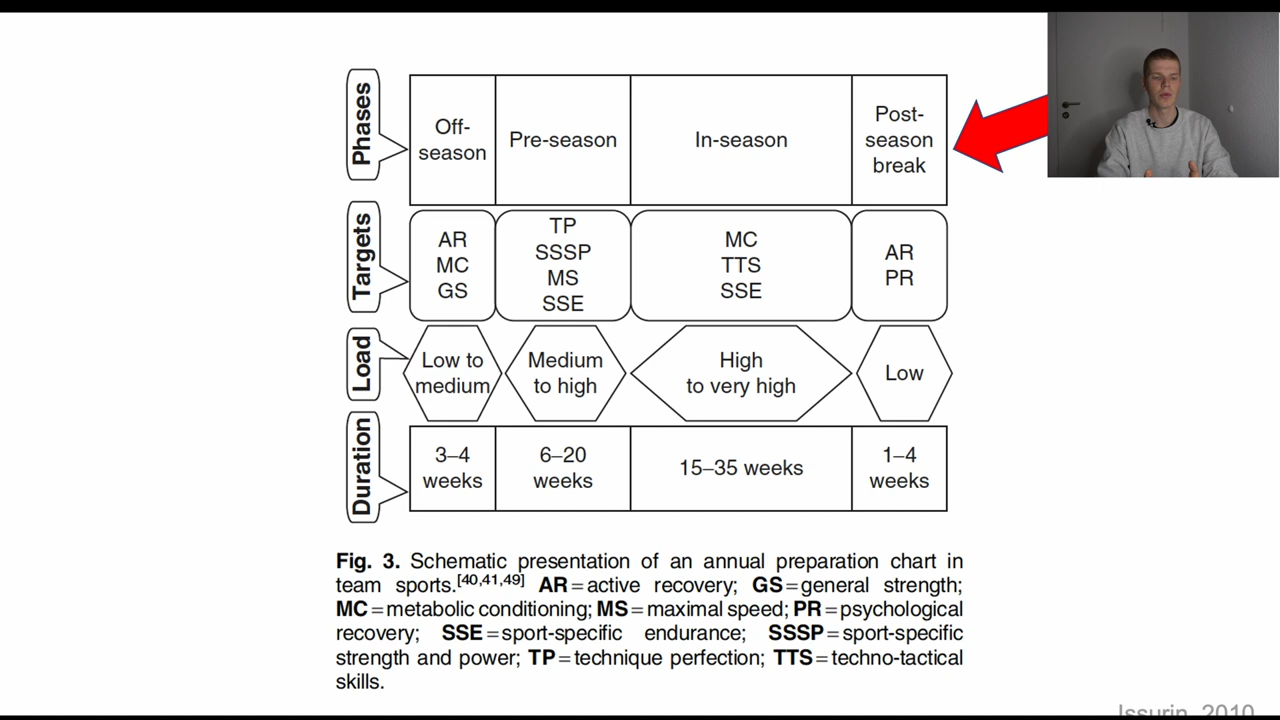 Phases
Off-
season
Pre-season
In-season
Post-
season
break
Targets
AR
MC
GS
TP
SSSP
MS
SSE
MC
TTS
SSE
AR
PR
Load
Low to
medium
Medium
to high
High
to very high
Low
Duration
3–4
weeks
6–20
weeks
15–35 weeks
1–4
weeks
Fig. 3. Schematic presentation of an annual preparation chart in
team sports.[40,41,49] AR = active recovery; GS = general strength;
MC = metabolic conditioning; MS = maximal speed; PR = psychological
recovery; SSE = sport-specific endurance; SSSP = sport-specific
strength and power; TP = technique perfection; TTS = techno-tactical
skills.
Issurin, 2010